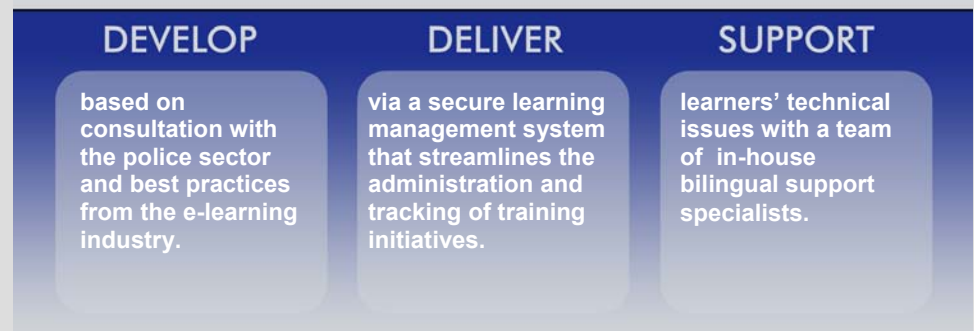 DEVELOP
based on
consultation with
the police sector
and best practices
from the e-learning
industry.
DELIVER
via a secure learning
management system
that streamlines the
administration and
tracking of training
initiatives.
SUPPORT
learners’ technical
issues with a team
of in-house
bilingual support
specialists.